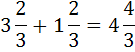 3 2/3 + 1 2/3 = 4 4/3